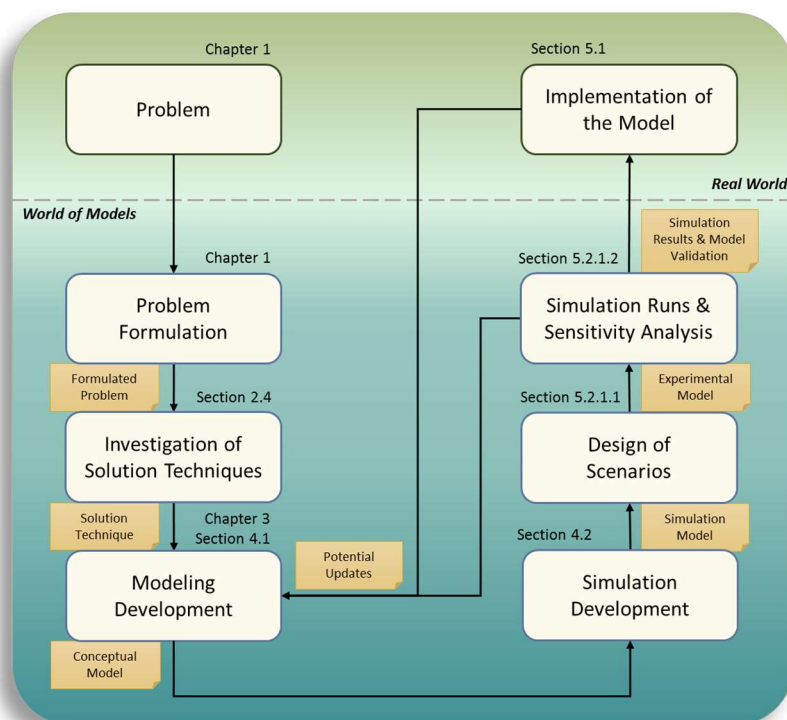 Chapter 1
Problem
Section 5.1
Implementation of
the Model
Real World
World of Models
Chapter 1
Problem
Formulation
Formulated
Problem
Section 2.4
Investigation of
Solution Techniques
Solution
Technique
Chapter 3
Section 4.1
Modeling
Development
Conceptual
Model
Potential
Updates
Simulation
Results & Model
Validation
Section 5.2.1.2
Simulation Runs &
Sensitivity Analysis
Experimental
Model
Section 5.2.1.1
Design of
Scenarios
Simulation
Model
Section 4.2
Simulation
Development